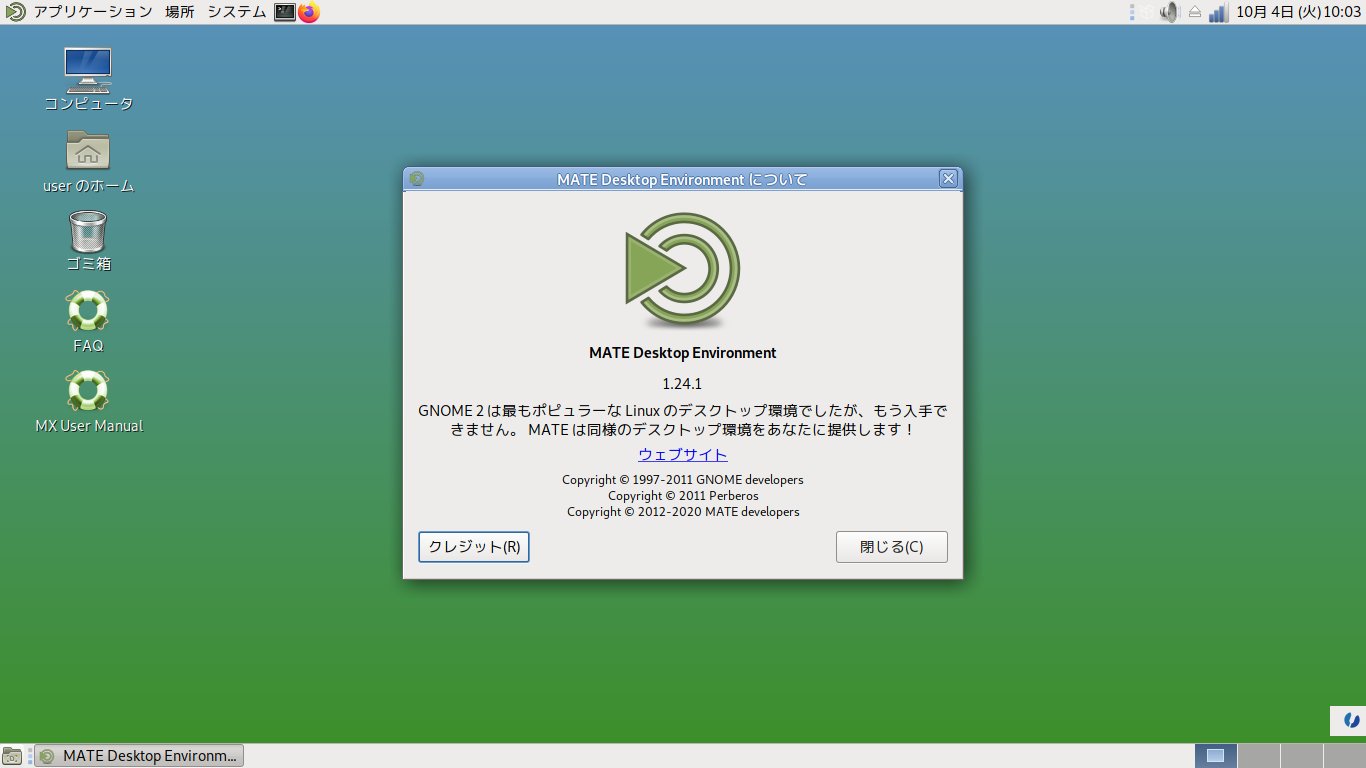 アプリケーション 場所 システム 10月 4日 (火)10:03
コンピュータ
user のホーム
ゴミ箱
FAQ
MX User Manual
MATE Desktop Environment について
MATE Desktop Environment
1.24.1
GNOME 2 は最もポピュラーな Linux のデスクトップ環境でしたが、もう入手で
きません。 MATE は同様のデスクトップ環境をあなたに提供します！
ウェブサイト
Copyright © 1997-2011 GNOME developers
Copyright © 2011 Perberos
Copyright © 2012-2020 MATE developers
クレジット(R) 閉じる(C)
MATE Desktop Environm...